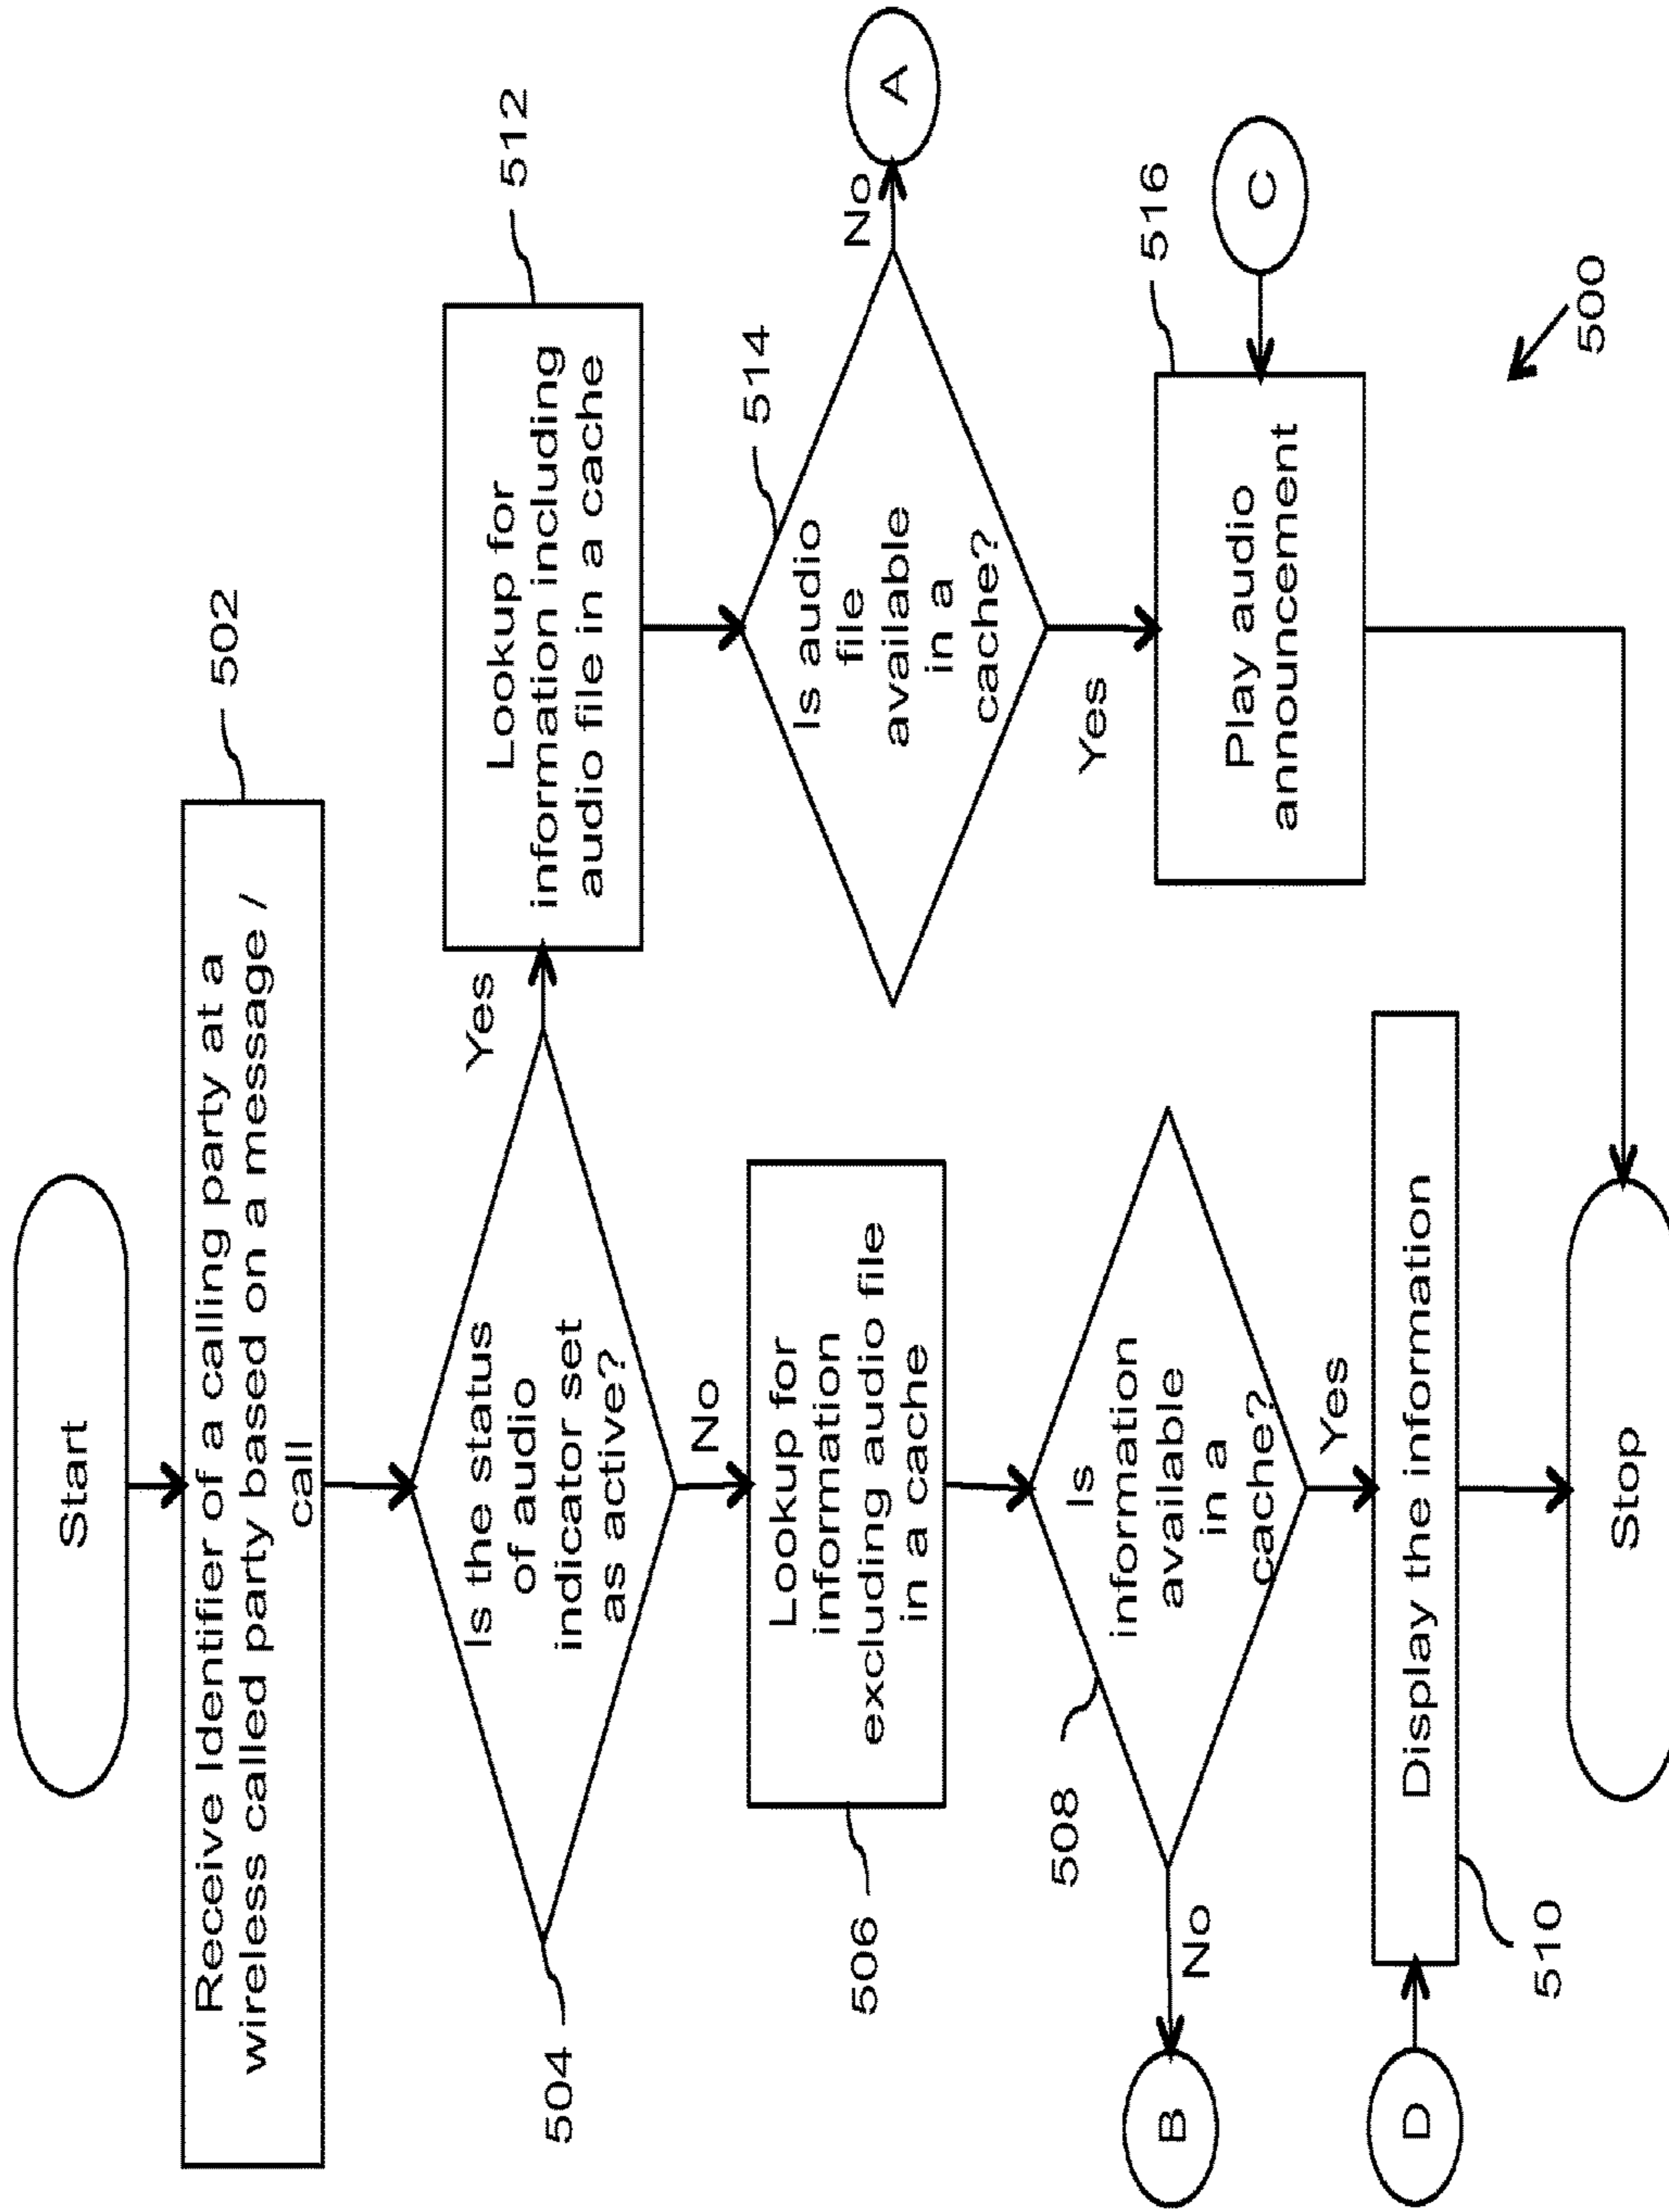 Start
Receive Identifier of a calling party at a
wireless called party based on a message /
call
502
Is the status
of audio
indicator set
as active?
504
Yes
No
Lookup for
information including
audio file in a cache
512
Lookup for
information
excluding audio file
in a cache
506
Is audio
file
available
in a
cache?
514
No
A
Yes
Is
information
available
in a
cache?
508
No
B
Yes
Play audio
announcement
516
C
Display the information
510
D
Stop
500